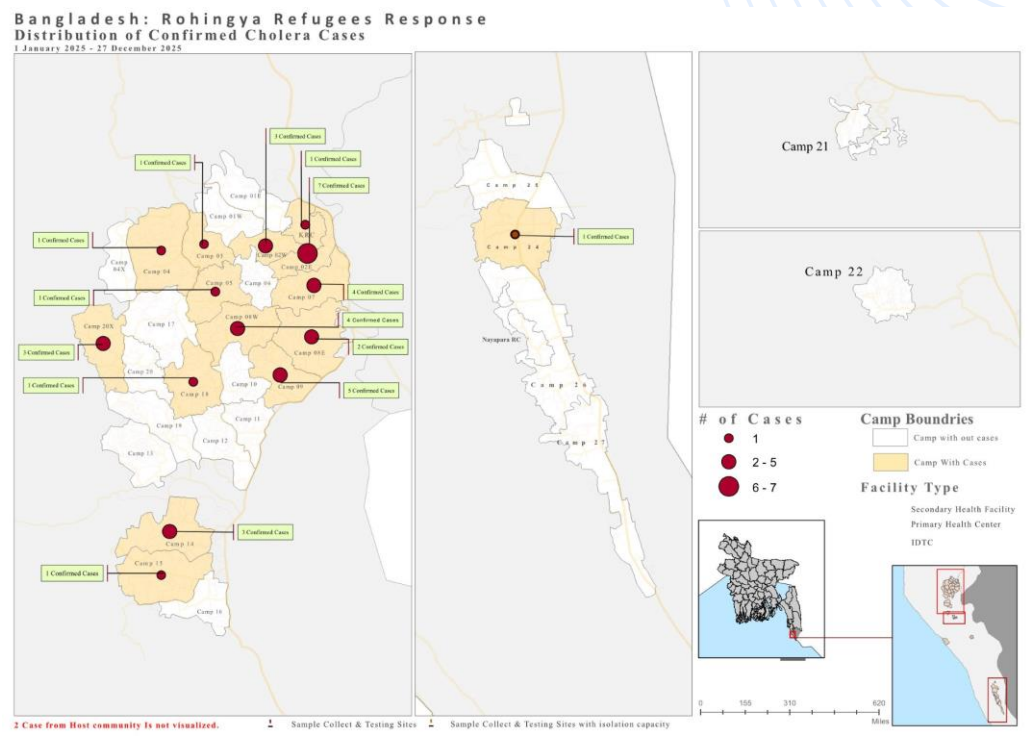 Bangladesh: Rohingya Refugees Response
Distribution of Confirmed Cholera Cases
1 January 2025 - 27 December 2025
3 Confirmed Cases
1 Confirmed Cases
1 Confirmed Cases
7 Confirmed Cases
Camp 01E
Camp 01W
1 Confirmed Cases
Camp 03
Camp 02W
KRC
Camp 02E
Camp 04X
Camp 04
Camp 05
Camp 06
Camp 07
4 Confirmed Cases
1 Confirmed Cases
Camp 08W
4 Confirmed Cases
Camp 20X
Camp 17
2 Confirmed Cases
3 Confirmed Cases
Camp 08E
Camp 20
1 Confirmed Cases
Camp 18
Camp 10
Camp 09
5 Confirmed Cases
Camp 11
Camp 12
Camp 13
3 Confirmed Cases
Camp 14
Camp 15
1 Confirmed Cases
Camp 16
Camp 25
Camp 24
1 Confirmed Cases
Nayapara RC
Camp 26
Camp 27
Camp 21
Camp 22
# of Cases
1
2 - 5
6 - 7
Camp Boundries
Camp with out cases
Camp With Cases
Facility Type
Secondary Health Facility
Primary Health Center
IDTC
0 155 310 620
Miles
2 Case from Host community Is not visualized.
Sample Collect & Testing Sites
Sample Collect & Testing Sites with isolation capacity